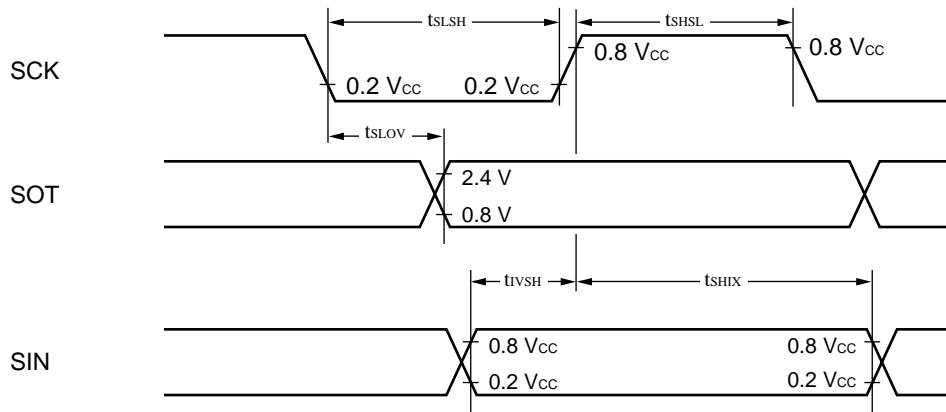 tSLSH tSHSL
SCK 0.2 VCC 0.2 VCC 0.8 VCC 0.8 VCC
tSLOV
SOT 2.4 V
0.8 V
tIVSH tSHIX
SIN 0.8 VCC 0.8 VCC
0.2 VCC 0.2 VCC